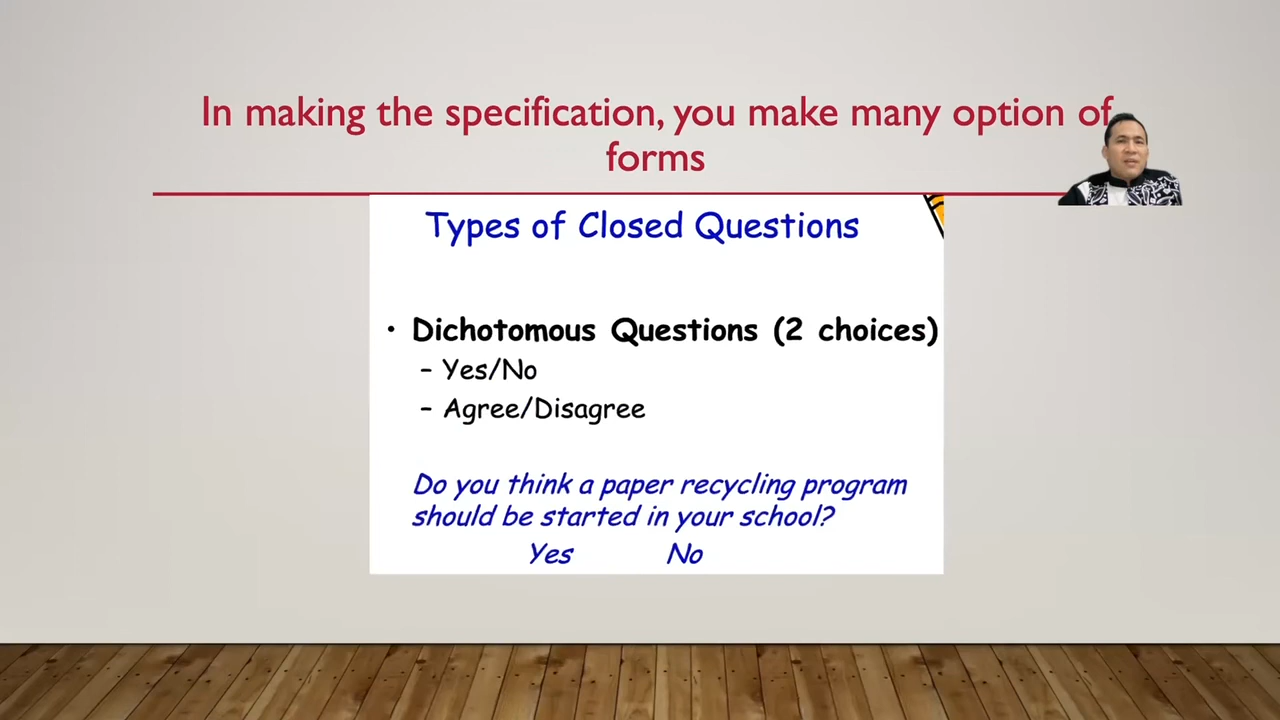 In making the specification, you make many option of
forms
Types of Closed Questions
• Dichotomous Questions (2 choices)
– Yes/No
– Agree/Disagree
Do you think a paper recycling program
should be started in your school?
Yes No